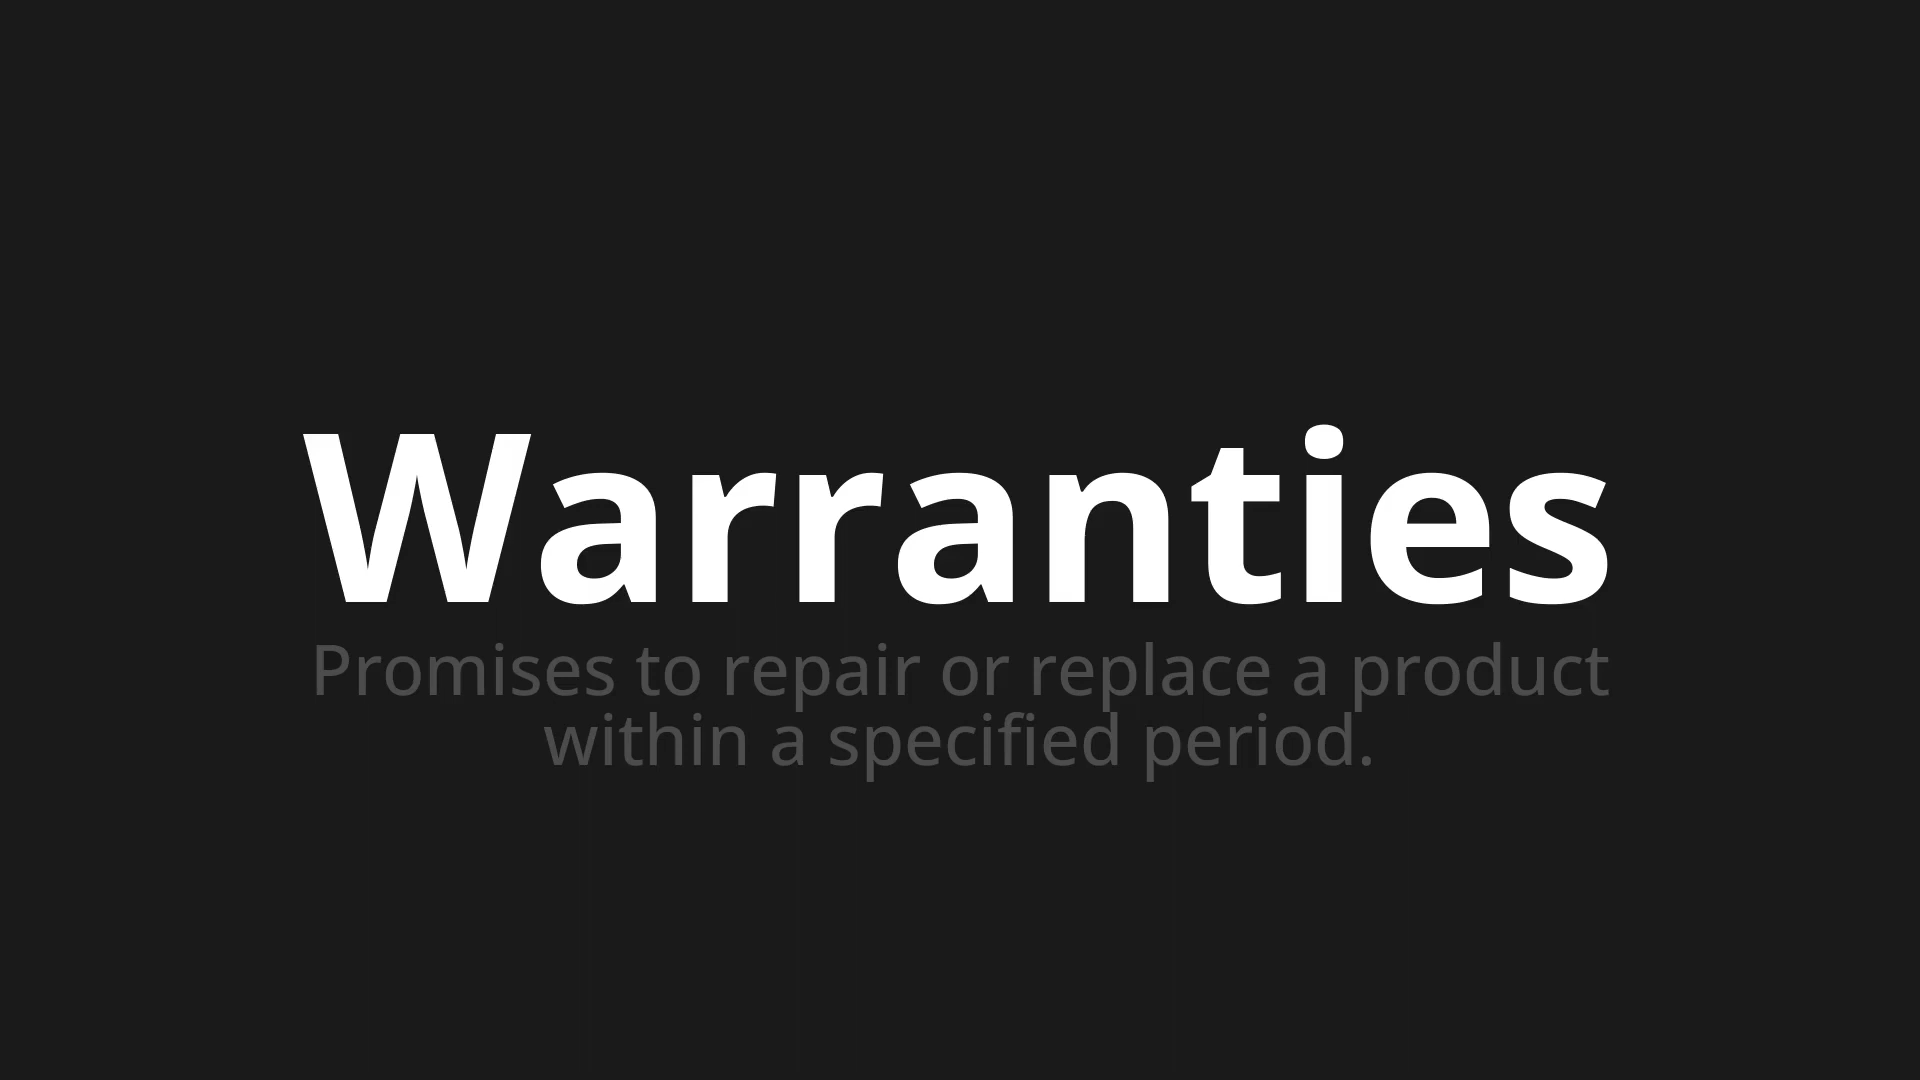 Warranties
Promises to repair or replace a product
within a specified period.